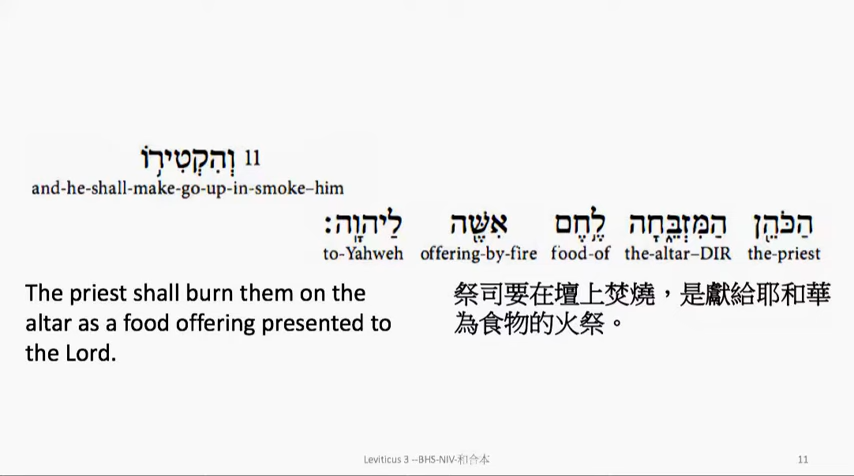 11 וְהִקְטִיר֥וֹ
and-he-shall-make-go-up-in-smoke–him
הַכֹּהֵ֖ן הַמִּזְבֵּ֑חָה לֶ֥חֶם אִשֶּׁ֖ה לַיהוָֽה׃
to-Yahweh offering-by-fire food-of the-altar–DIR the-priest
The priest shall burn them on the
altar as a food offering presented to
the Lord.
祭司要在壇上焚燒，是獻給耶和華
為食物的火祭。
Leviticus 3 --BHS-NIV-和合本
11